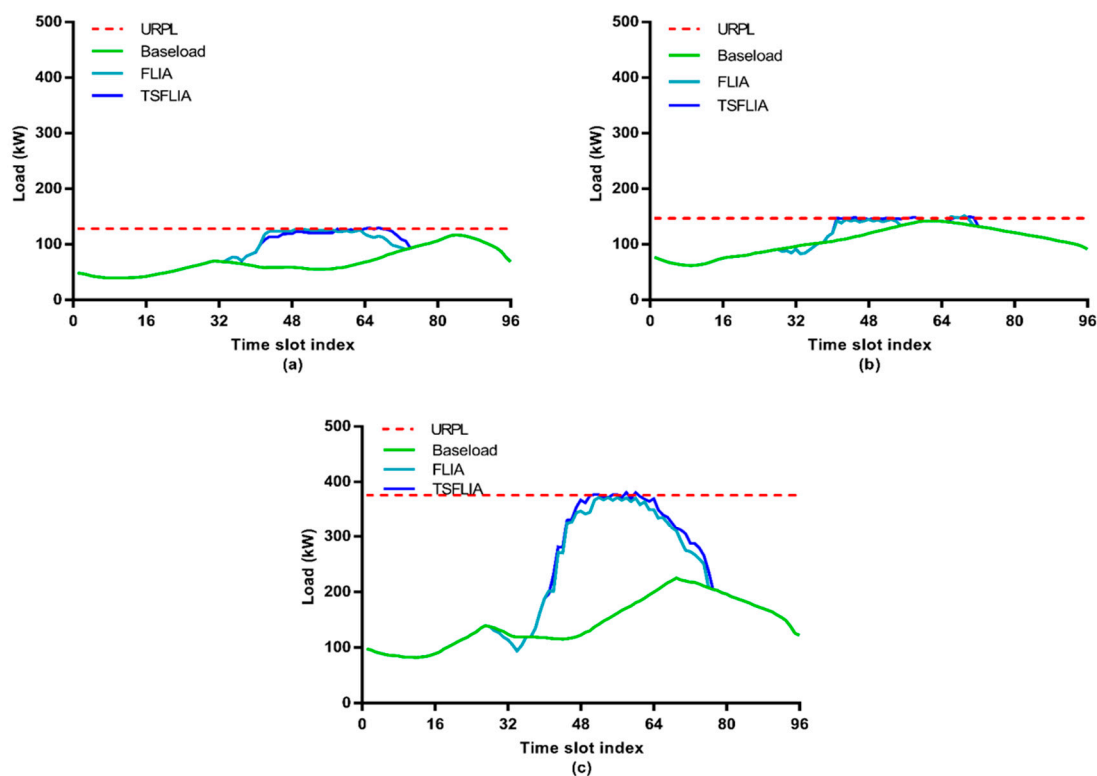 500
400
300
200
100
0
Load (kW)
URPL
Baseload
FLIA
TSFLIA
0 16 32 48 64 80 96
Time slot index
(a)
500
400
300
200
100
0
Load (kW)
URPL
Baseload
FLIA
TSFLIA
0 16 32 48 64 80 96
Time slot index
(b)
500
400
300
200
100
0
Load (kW)
URPL
Baseload
FLIA
TSFLIA
0 16 32 48 64 80 96
Time slot index
(c)